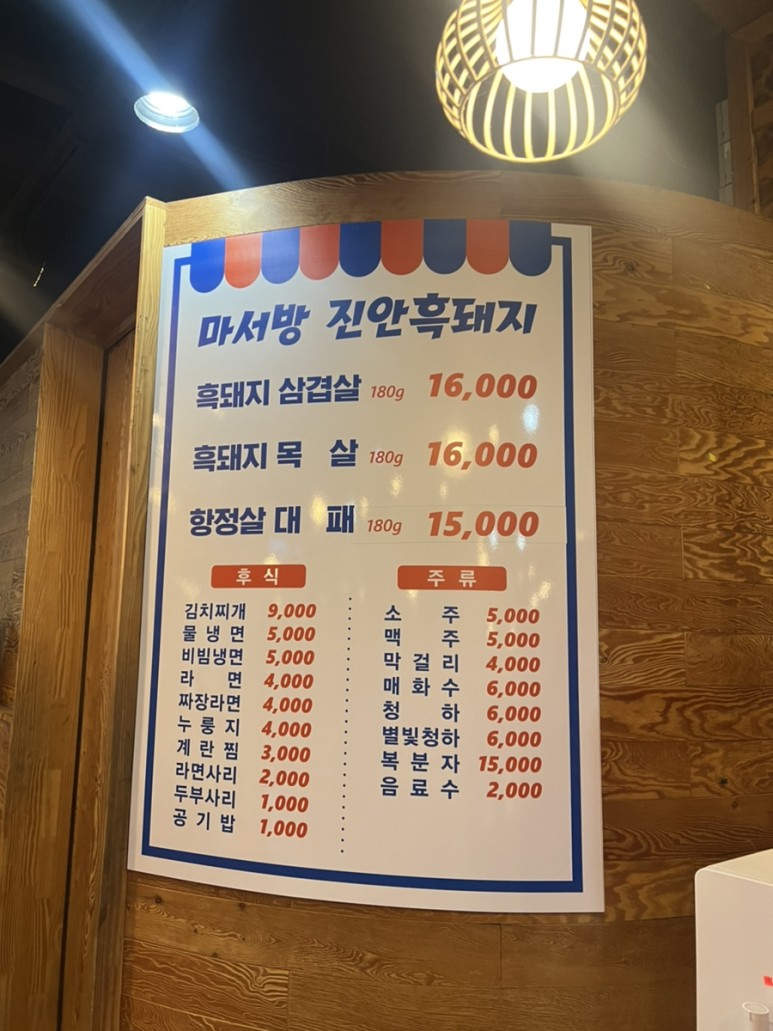 마서방 진안흑돼지
흑돼지 삼겹살 180g 16,000
흑돼지 목 살 180g 16,000
항정살 대 패 180g 15,000
후식
김치찌개 9,000
물냉면 5,000
비빔냉면 5,000
라면 4,000
짜장라면 4,000
누룽지 4,000
계란찜 3,000
라면사리 2,000
두부사리 1,000
공기밥 1,000
주류
소주 5,000
맥주 5,000
막걸리 4,000
매화수 6,000
청하 6,000
별빛청하 6,000
복분자 15,000
음료수 2,000